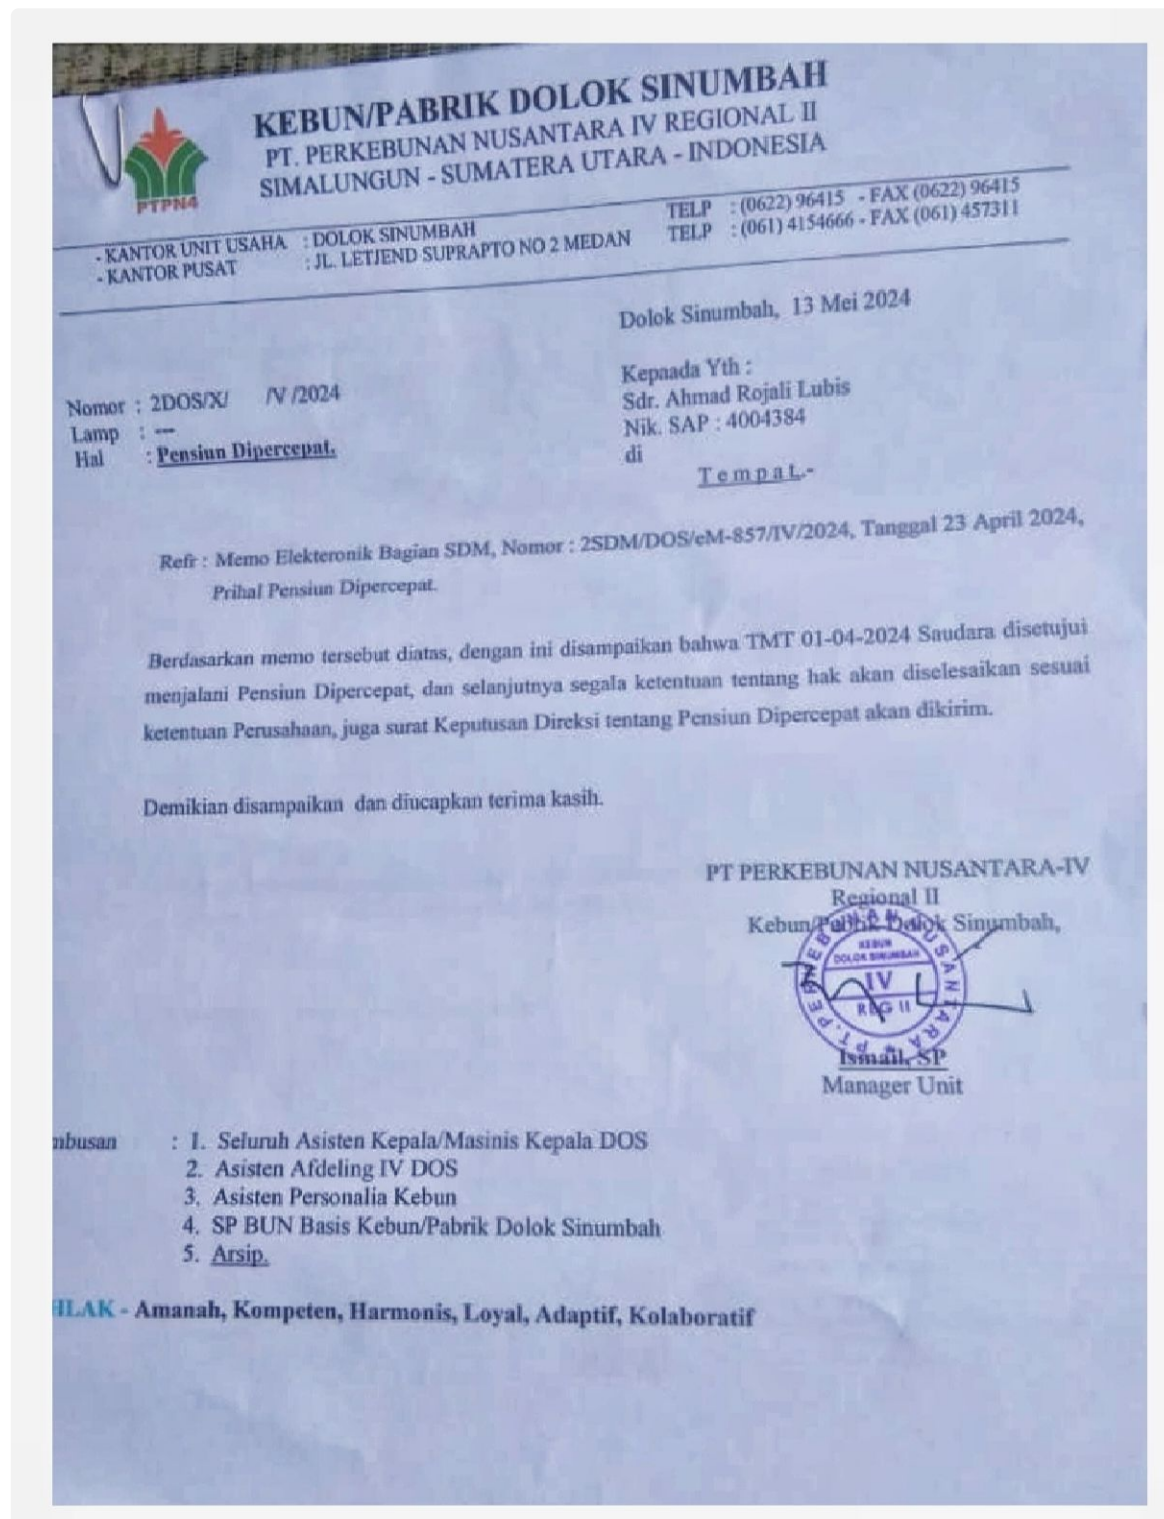 KEBUN/PABRIK DOLOK SINUMBAH
PT. PERKEBUNAN NUSANTARA IV REGIONAL II
SIMALUNGUN - SUMATERA UTARA - INDONESIA
PTPN4
- KANTOR UNIT USAHA : DOLOK SINUMBAH TELP : (0622) 96415 - FAX (0622) 96415
- KANTOR PUSAT : JL. LETJEND SUPRAPTO NO 2 MEDAN TELP : (061) 4154666 - FAX (061) 457311
Dolok Sinumbah, 13 Mei 2024
Nomor : 2DOS/X/ /V /2024
Lamp : ---
Hal : Pensiun Dipercepat.
Kepaada Yth :
Sdr. Ahmad Rojali Lubis
Nik. SAP : 4004384
di
T e m p a t.-
Refr : Memo Elekteronik Bagian SDM, Nomor : 2SDM/DOS/eM-857/IV/2024, Tanggal 23 April 2024,
Prihal Pensiun Dipercepat.
Berdasarkan memo tersebut diatas, dengan ini disampaikan bahwa TMT 01-04-2024 Saudara disetujui
menjalani Pensiun Dipercepat, dan selanjutnya segala ketentuan tentang hak akan diselesaikan sesuai
ketentuan Perusahaan, juga surat Keputusan Direksi tentang Pensiun Dipercepat akan dikirim.
Demikian disampaikan dan diucapkan terima kasih.
PT PERKEBUNAN NUSANTARA-IV
Regional II
Kebun/Pabrik Dolok Sinumbah,
PT. PERKEBUNAN NUSANTARA
KEBUN
DOLOK SINUMBAH
IV
REG II
Ismail, SP
Manager Unit
mbusan : 1. Seluruh Asisten Kepala/Masinis Kepala DOS
2. Asisten Afdeling IV DOS
3. Asisten Personalia Kebun
4. SP BUN Basis Kebun/Pabrik Dolok Sinumbah
5. Arsip.
HLAK - Amanah, Kompeten, Harmonis, Loyal, Adaptif, Kolaboratif